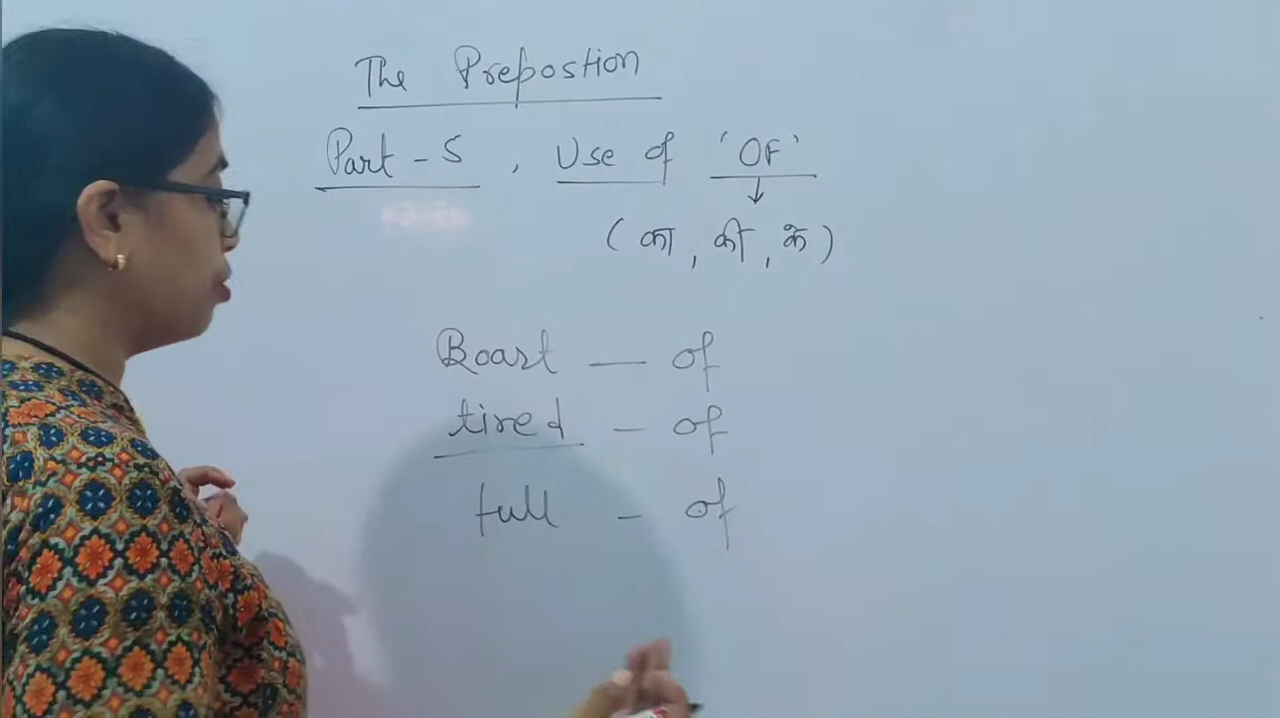 The Prepostion
Part - 5, Use of 'OF'
↓
(का, की, के)
Boast — of
tired - of
full - of